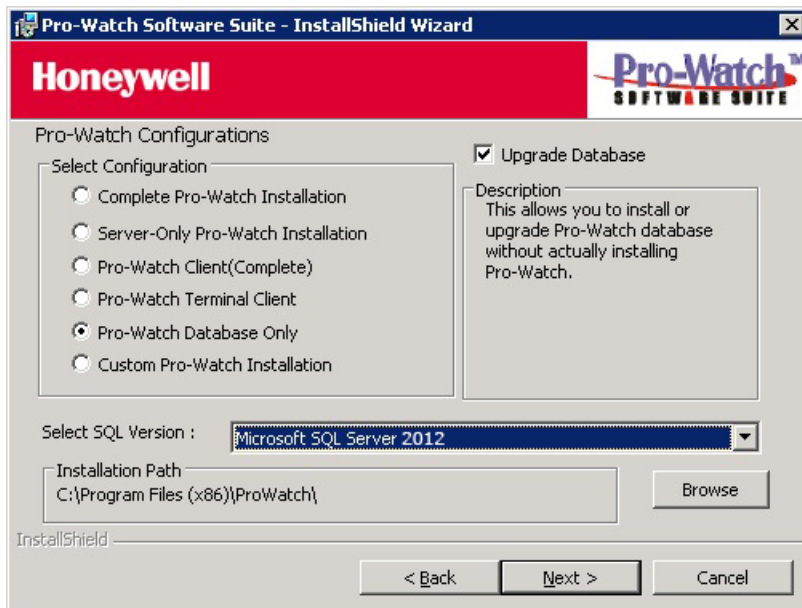 Pro-Watch Software Suite - InstallShield Wizard
Honeywell
Pro-Watch™
SOFTWARE SUITE
Pro-Watch Configurations
Select Configuration
Complete Pro-Watch Installation
Server-Only Pro-Watch Installation
Pro-Watch Client(Complete)
Pro-Watch Terminal Client
Pro-Watch Database Only
Custom Pro-Watch Installation
Upgrade Database
Description
This allows you to install or
upgrade Pro-Watch database
without actually installing
Pro-Watch.
Select SQL Version :
Microsoft SQL Server 2012
Installation Path
C:\Program Files (x86)\ProWatch\
Browse
InstallShield
< Back
Next >
Cancel